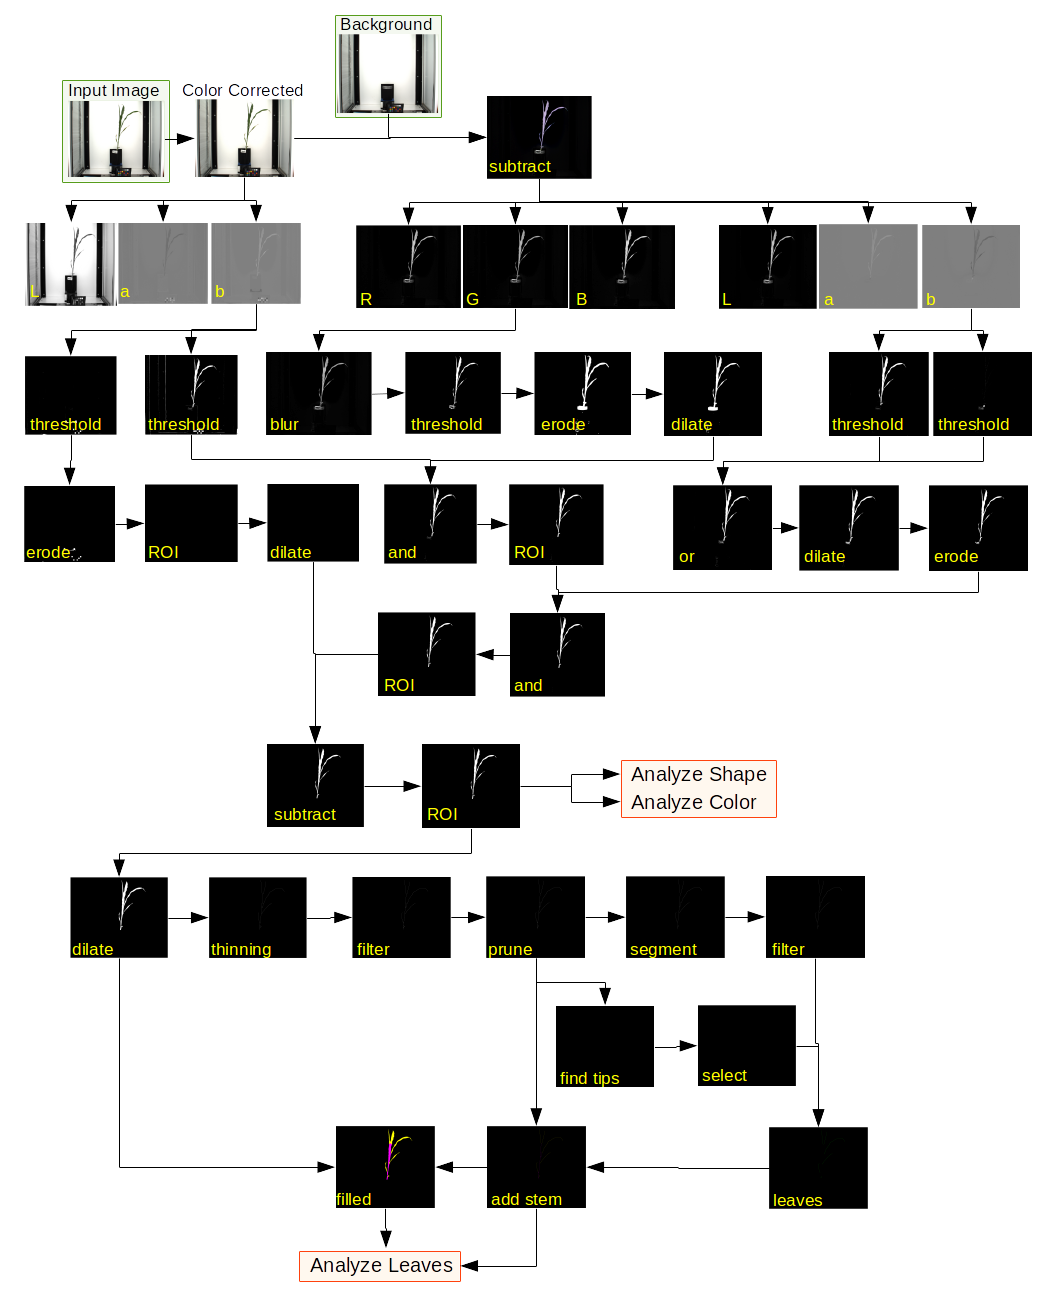 Background
Input Image
Color Corrected
subtract
L
a
b
R
G
B
L
a
b
threshold
threshold
blur
threshold
erode
dilate
threshold
threshold
erode
ROI
dilate
and
ROI
or
dilate
erode
ROI
and
subtract
ROI
Analyze Shape
Analyze Color
dilate
thinning
filter
prune
segment
filter
find tips
select
filled
add stem
leaves
Analyze Leaves